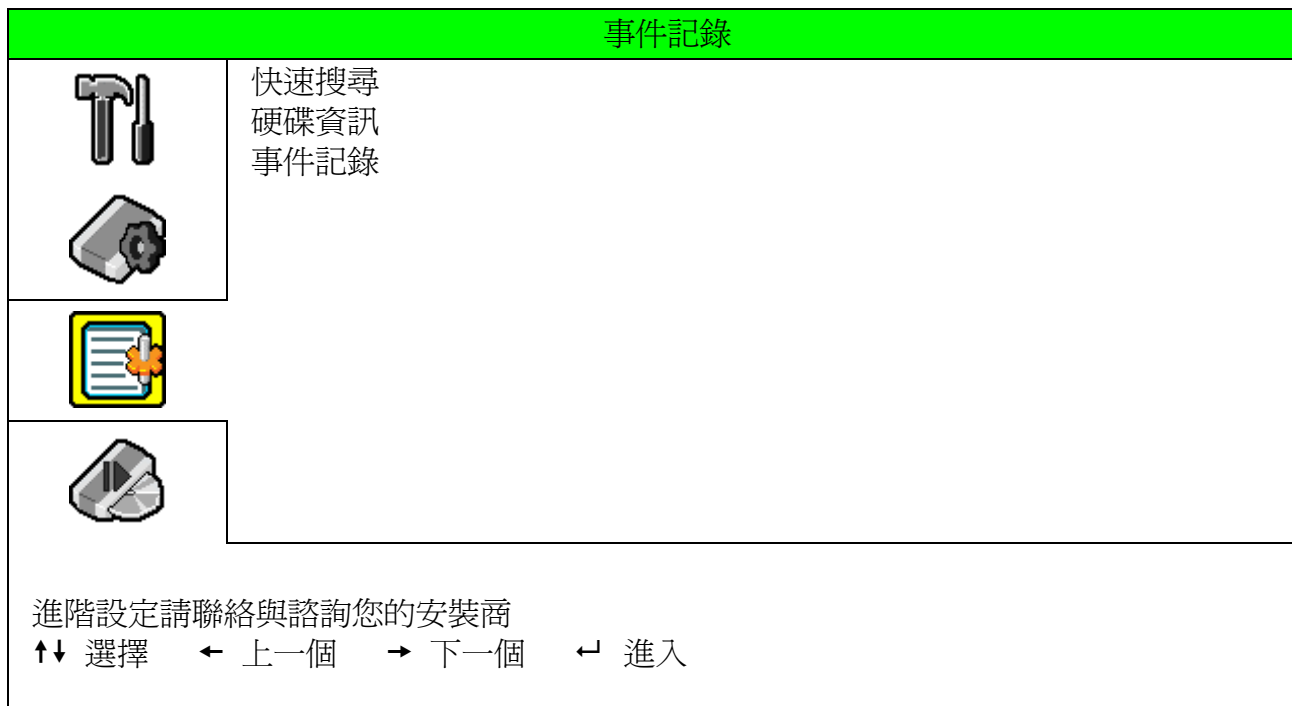 事件記錄
快速搜尋
硬碟資訊
事件記錄
進階設定請聯絡與諮詢您的安裝商
↑↓ 選擇 ← 上一個 → 下一個 ↵ 進入